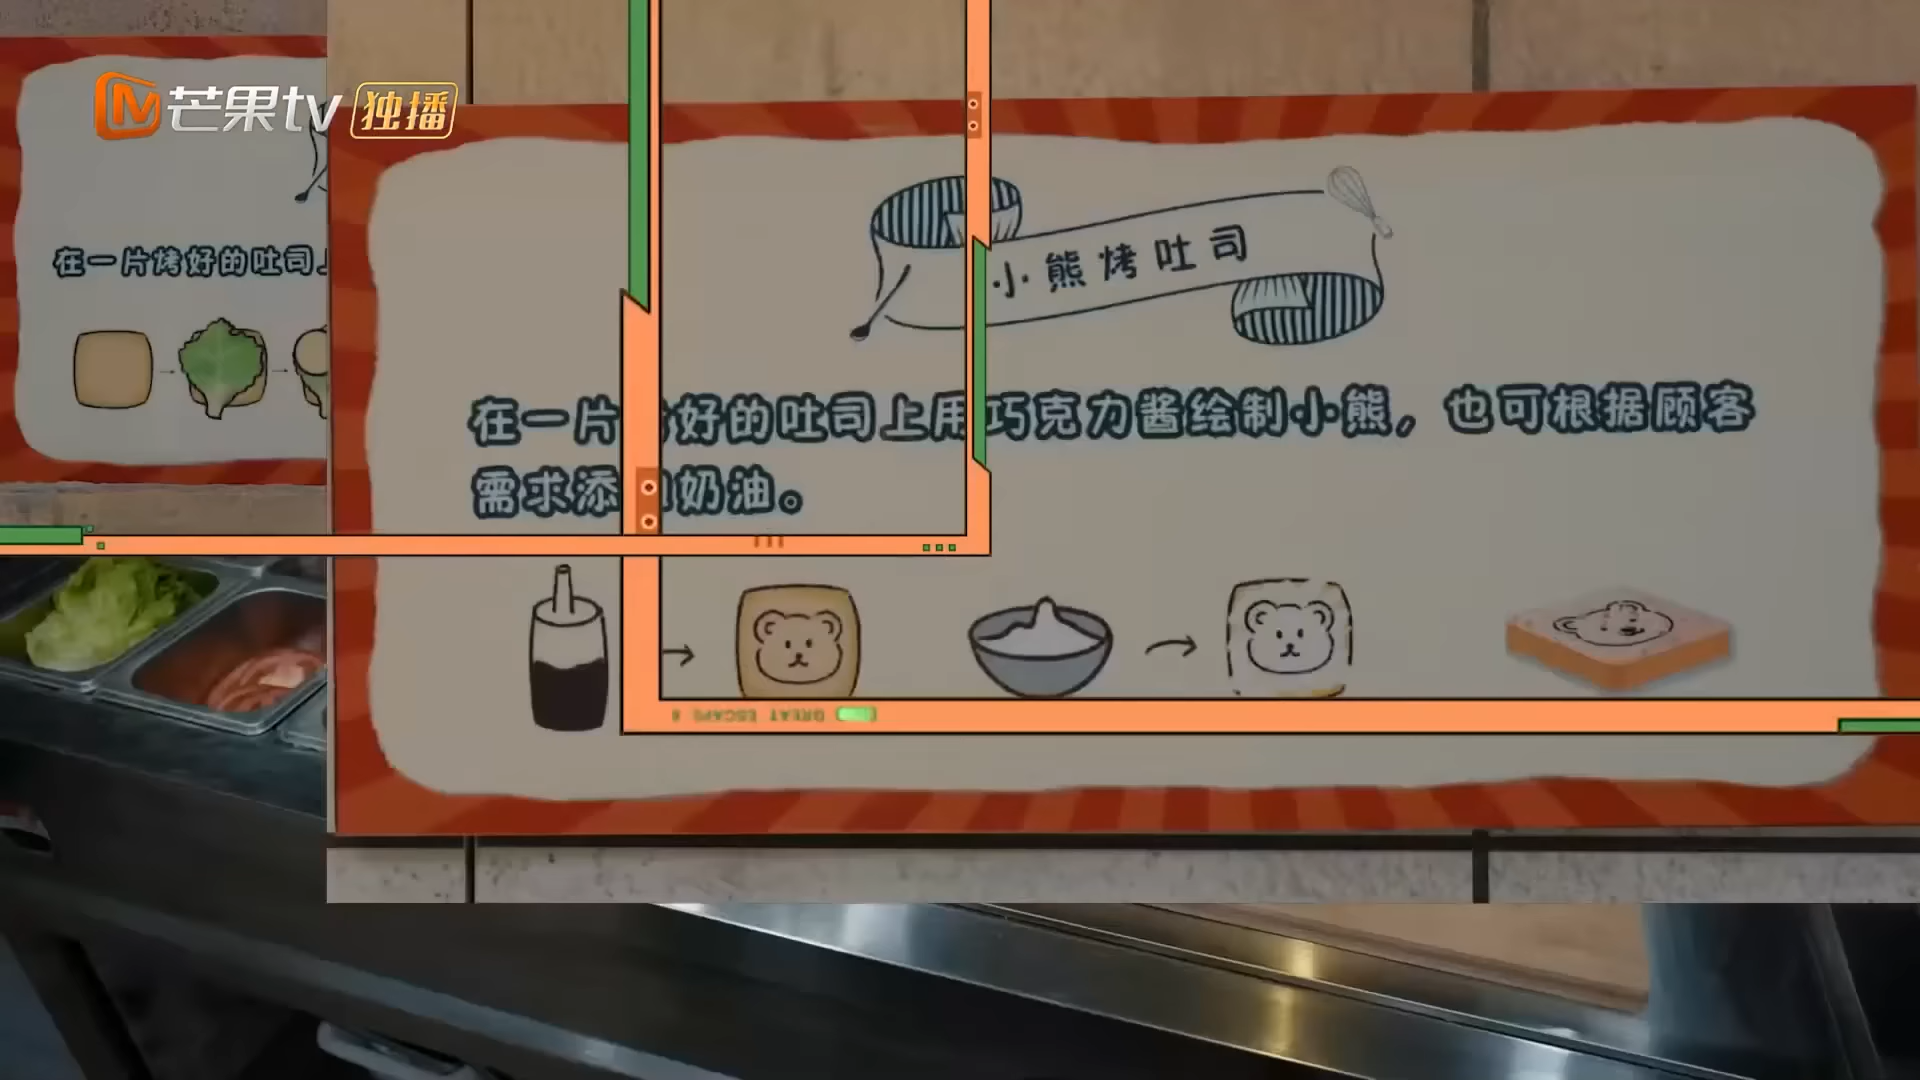 芒果tv 独播
小熊烤吐司
在一片烤好的吐司上
在一片 好的吐司上用巧克力酱绘制小熊，也可根据顾客
需求添 奶油。
GREAT ESCAPE